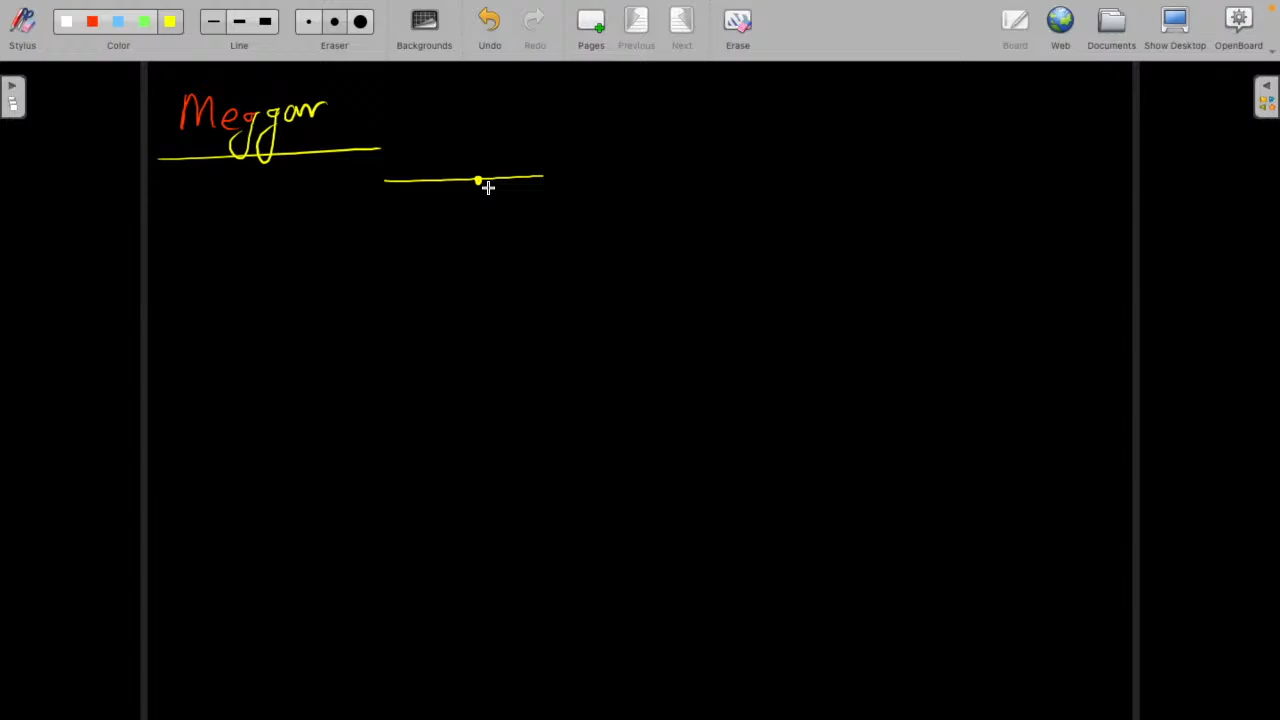 Stylus
Color
Line
Eraser
Backgrounds
Undo
Redo
Pages
Previous
Next
Erase
Board
Web
Documents
Show Desktop
OpenBoard
Meggar